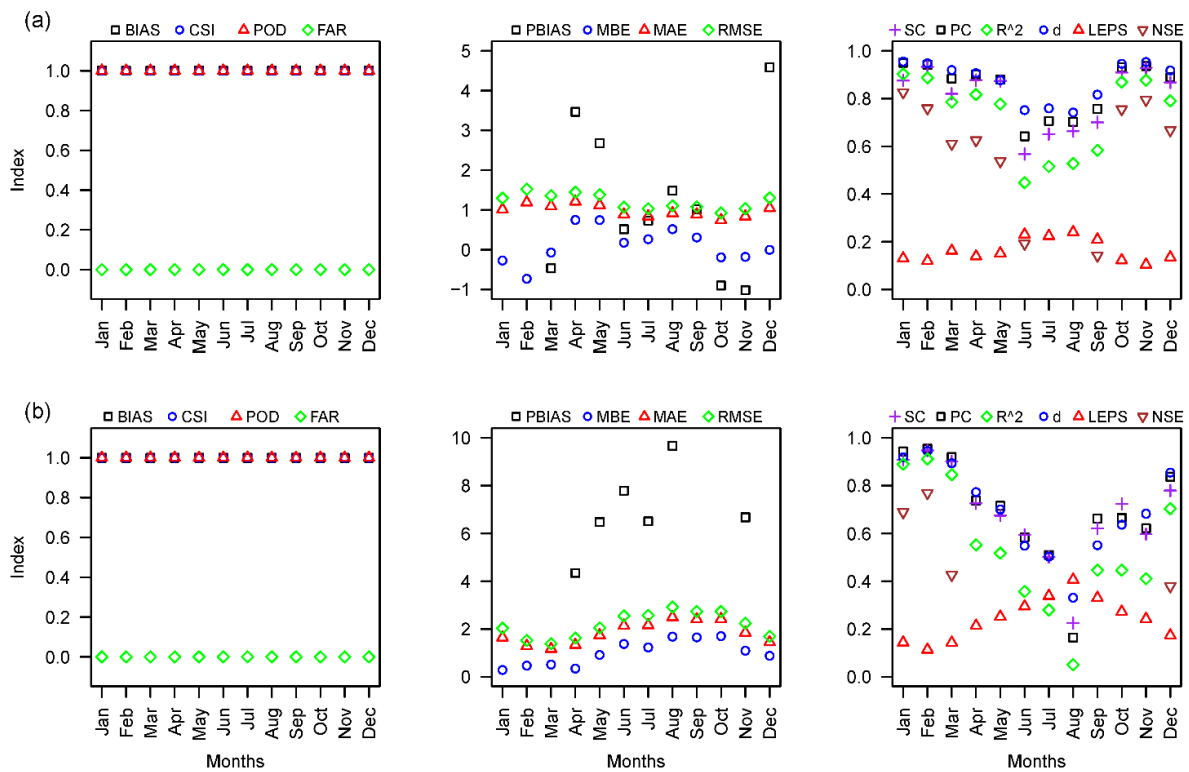 (a)
BIAS CSI POD FAR
PBIAS MBE MAE RMSE
SC PC R^2 d LEPS NSE
Index
1.0
0.8
0.6
0.4
0.2
0.0
5
4
3
2
1
0
−1
1.0
0.8
0.6
0.4
0.2
0.0
Jan Feb Mar Apr May Jun Jul Aug Sep Oct Nov Dec
Jan Feb Mar Apr May Jun Jul Aug Sep Oct Nov Dec
Jan Feb Mar Apr May Jun Jul Aug Sep Oct Nov Dec
(b)
BIAS CSI POD FAR
PBIAS MBE MAE RMSE
SC PC R^2 d LEPS NSE
Index
1.0
0.8
0.6
0.4
0.2
0.0
10
8
6
4
2
0
1.0
0.8
0.6
0.4
0.2
0.0
Jan Feb Mar Apr May Jun Jul Aug Sep Oct Nov Dec
Jan Feb Mar Apr May Jun Jul Aug Sep Oct Nov Dec
Jan Feb Mar Apr May Jun Jul Aug Sep Oct Nov Dec
Months
Months
Months